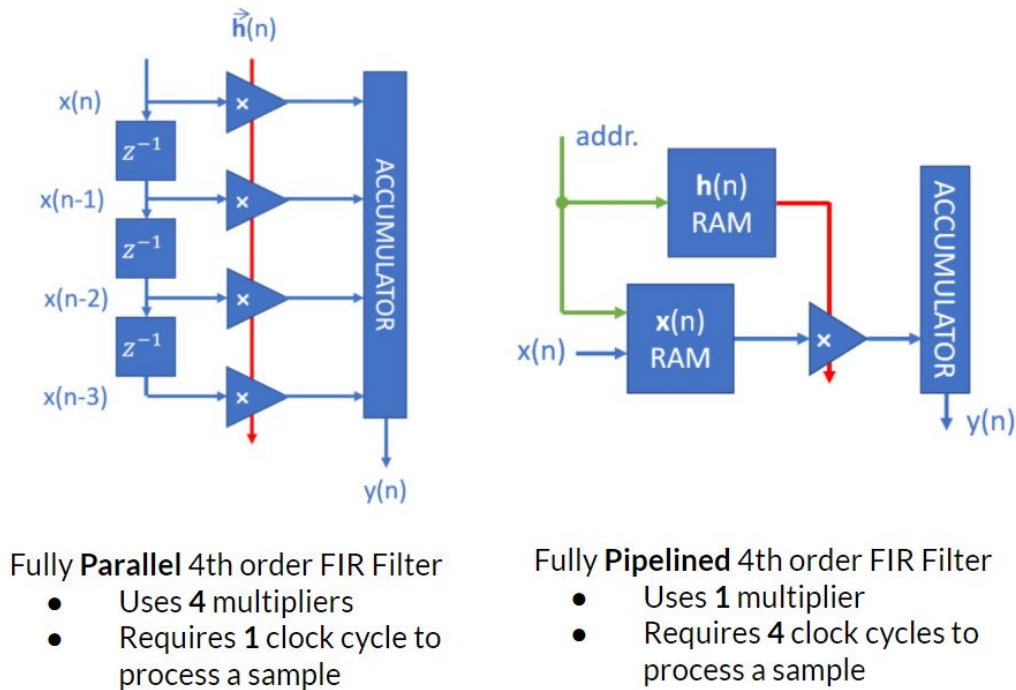 h⃗(n)
x(n)
×
z⁻¹
x(n-1)
×
z⁻¹
x(n-2)
×
z⁻¹
x(n-3)
×
ACCUMULATOR
y(n)
addr.
h(n)
RAM
x(n)
x(n)
RAM
×
ACCUMULATOR
y(n)
Fully Parallel 4th order FIR Filter
● Uses 4 multipliers
● Requires 1 clock cycle to
process a sample
Fully Pipelined 4th order FIR Filter
● Uses 1 multiplier
● Requires 4 clock cycles to
process a sample